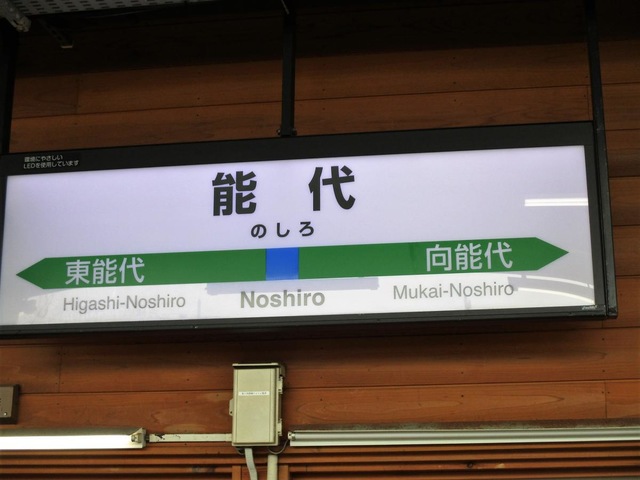 環境にやさしい
LEDを使用しています
能代
のしろ
東能代
向能代
Higashi-Noshiro
Noshiro
Mukai-Noshiro